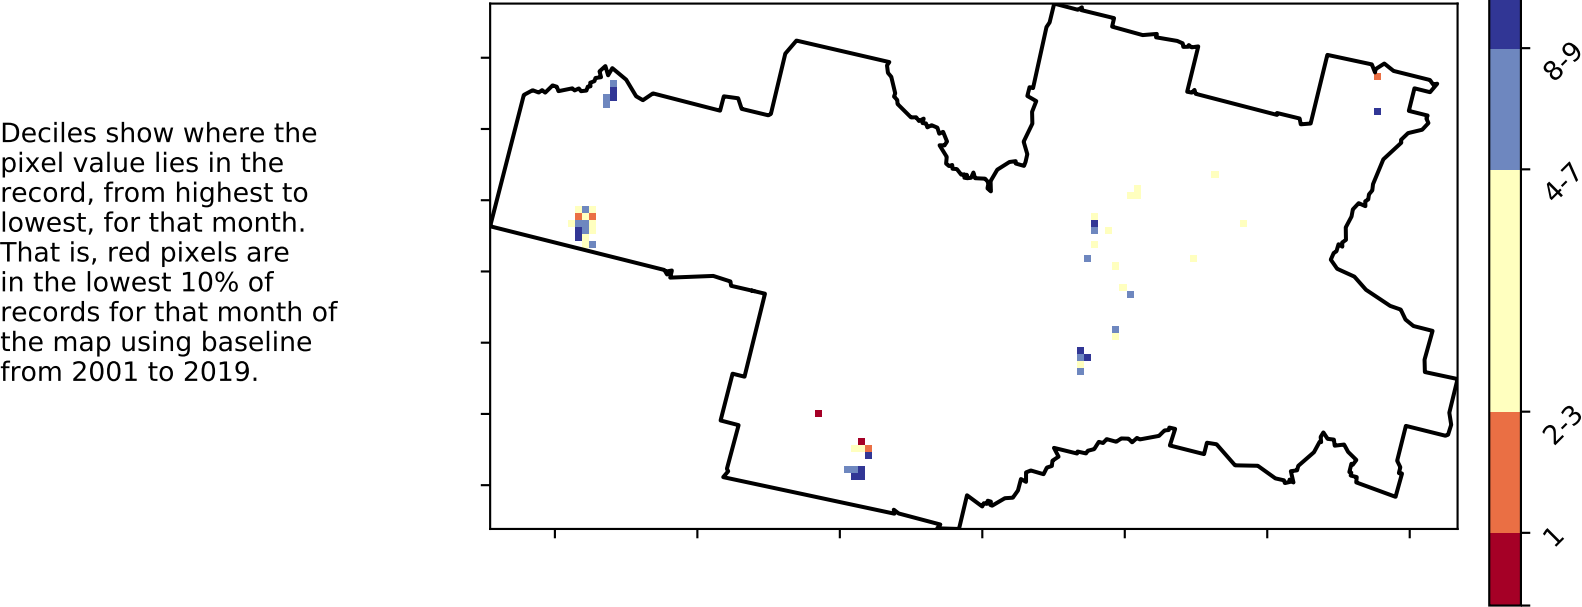 Deciles show where the
pixel value lies in the
record, from highest to
lowest, for that month.
That is, red pixels are
in the lowest 10% of
records for that month of
the map using baseline
from 2001 to 2019.
8-9
4-7
2-3
1